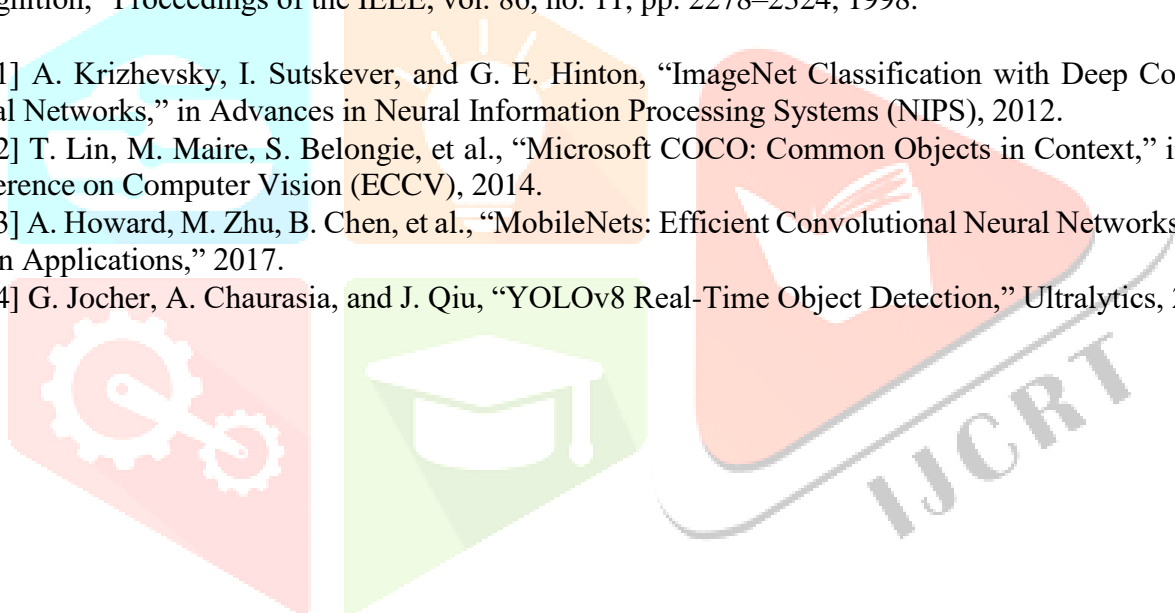 gnition," Proceedings of the IEEE, vol. 86, no. 11, pp. 2278–2324, 1998.
1] A. Krizhevsky, I. Sutskever, and G. E. Hinton, “ImageNet Classification with Deep Co
al Networks,” in Advances in Neural Information Processing Systems (NIPS), 2012.
2] T. Lin, M. Maire, S. Belongie, et al., “Microsoft COCO: Common Objects in Context,” i
erence on Computer Vision (ECCV), 2014.
3] A. Howard, M. Zhu, B. Chen, et al., “MobileNets: Efficient Convolutional Neural Networks
n Applications,” 2017.
4] G. Jocher, A. Chaurasia, and J. Qiu, “YOLOv8 Real-Time Object Detection,” Ultralytics,
IJCRT